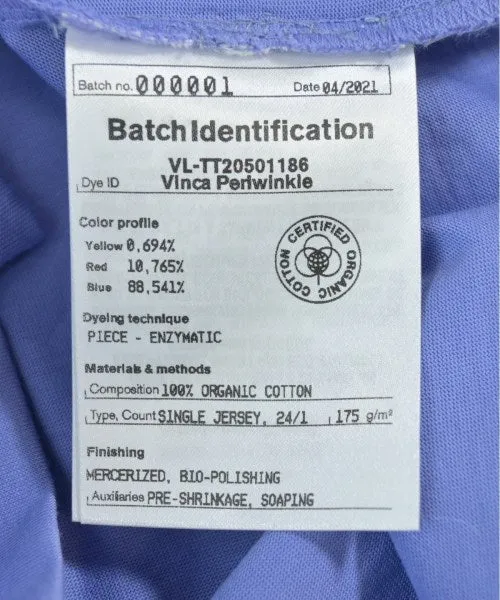 Batch no. 000001 Date 04/2021
BatchIdentification
VL-TT20501186
Dye ID Vinca Periwinkle
Color profile
Yellow 0,694%
Red 10,765%
Blue 88,541%
CERTIFIED ORGANIC COTTON
Dyeing technique
PIECE - ENZYMATIC
Materials & methods
Composition 100% ORGANIC COTTON
Type, Count SINGLE JERSEY, 24/1 175 g/m²
Finishing
MERCERIZED, BIO-POLISHING
Auxiliaries PRE-SHRINKAGE, SOAPING